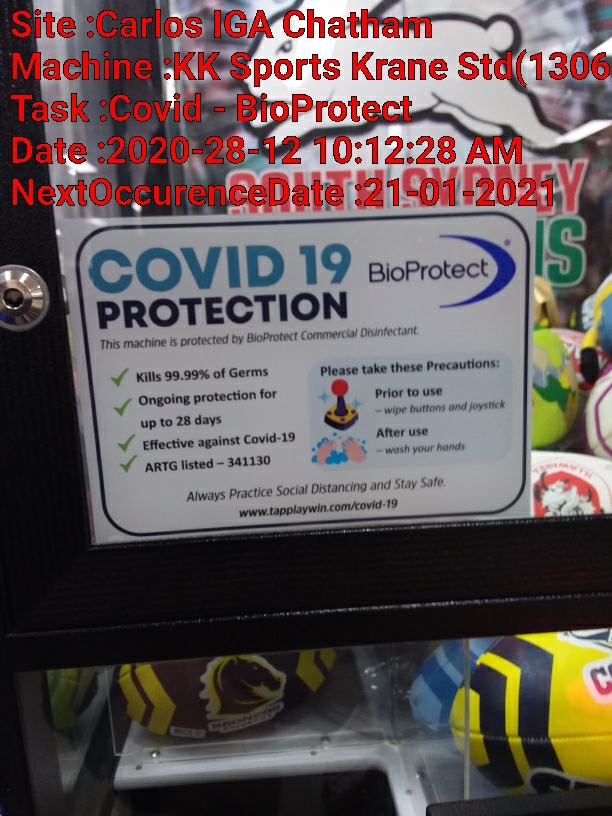 Site :Carlos IGA Chatham
Machine :KK Sports Krane Std(1306
Task :Covid - BioProtect
Date :2020-28-12 10:12:28 AM
NextOccurenceDate :21-01-2021
SOUTH SYDNEY
COVID 19
PROTECTION
BioProtect®
This machine is protected by BioProtect Commercial Disinfectant.
Kills 99.99% of Germs
Ongoing protection for
up to 28 days
Effective against Covid-19
ARTG listed – 341130
Please take these Precautions:
Prior to use
– wipe buttons and joystick
After use
– wash your hands
Always Practice Social Distancing and Stay Safe.
www.tapplaywin.com/covid-19
BRONCOS